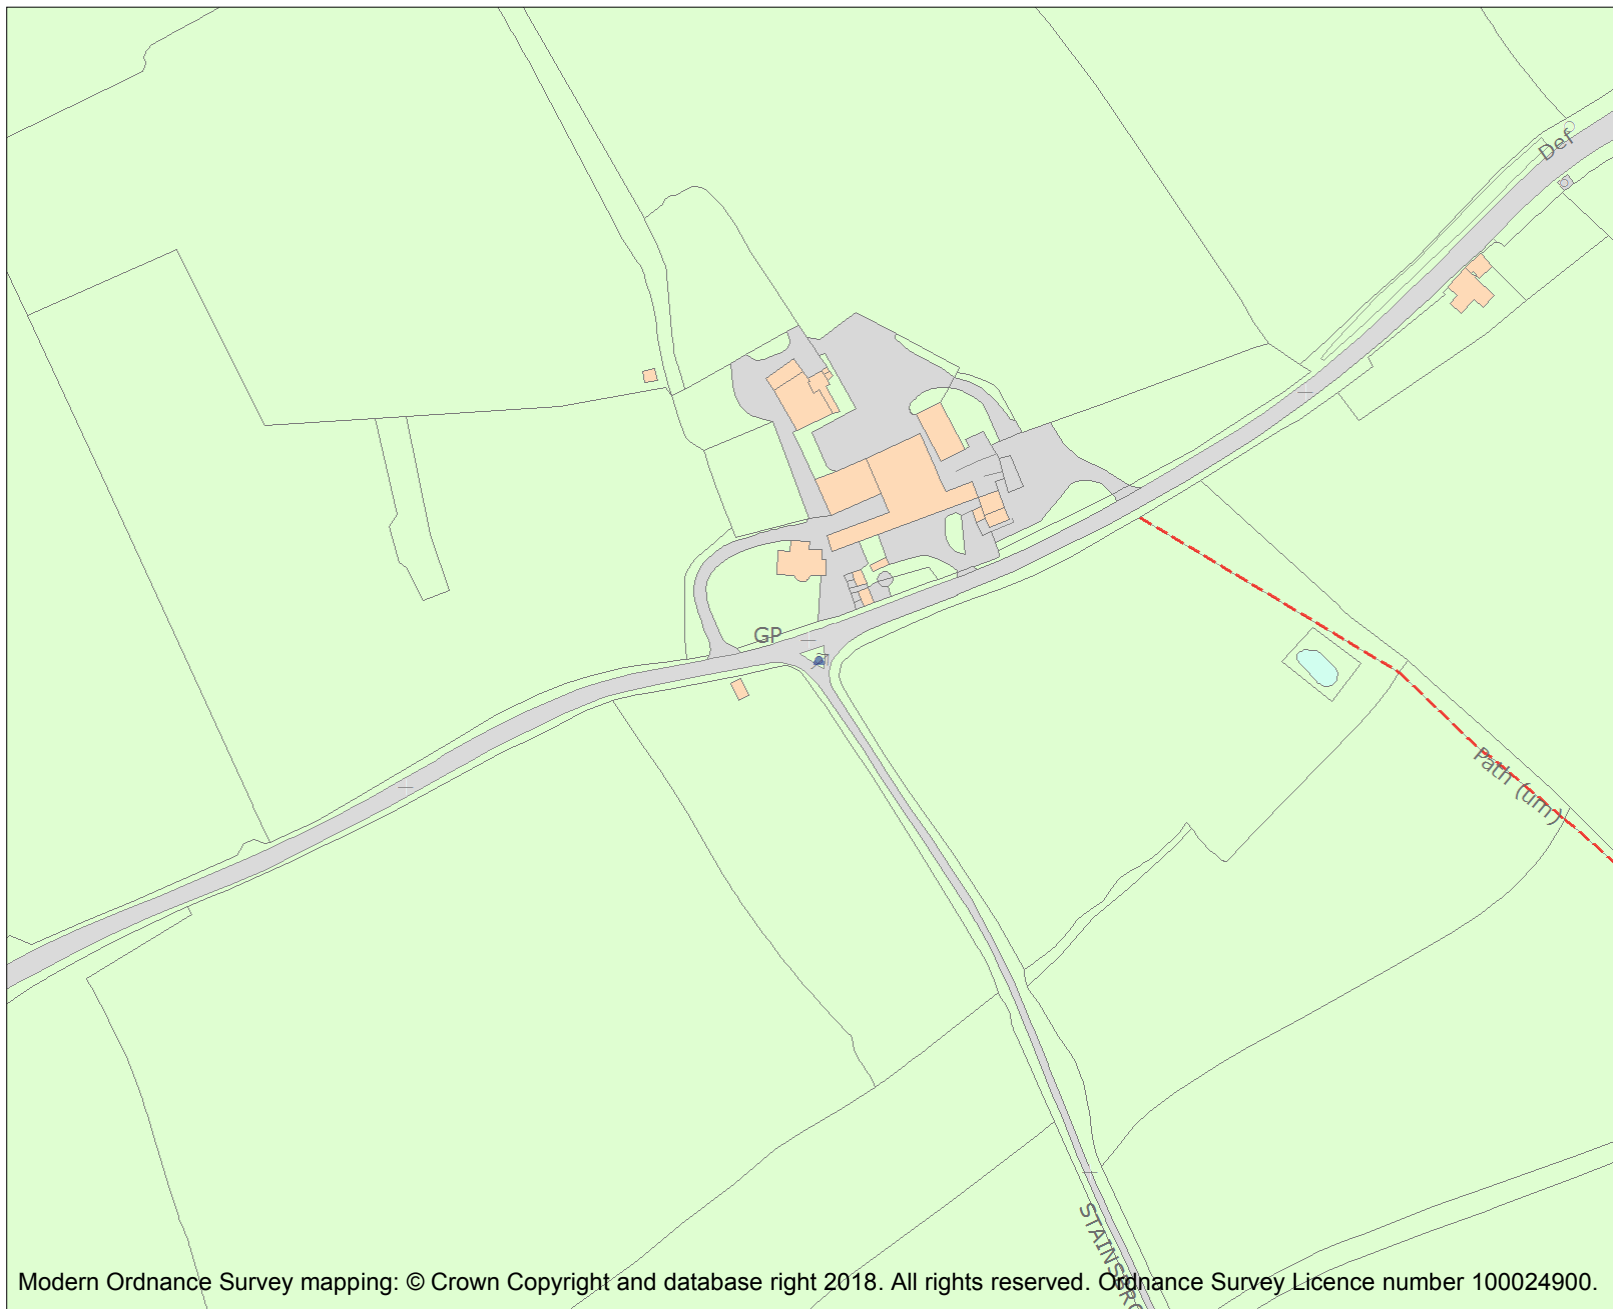 Def
GP
Path (um)
STAINSBRO
Modern Ordnance Survey mapping: © Crown Copyright and database right 2018. All rights reserved. Ordnance Survey Licence number 100024900.